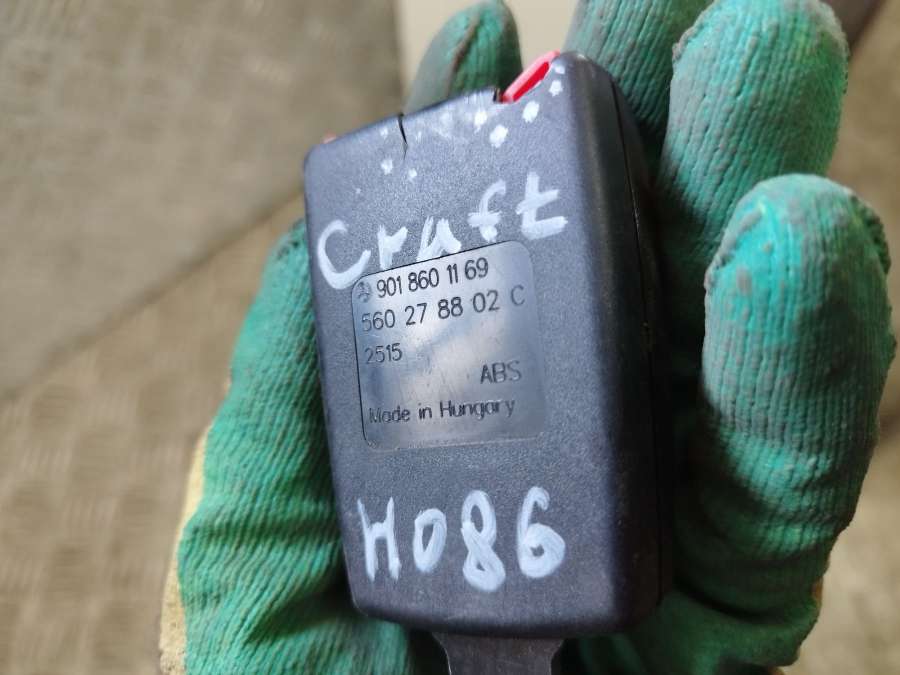 Craft
901 860 11 69
560 27 88 02 C
2515
ABS
Made in Hungary
H086